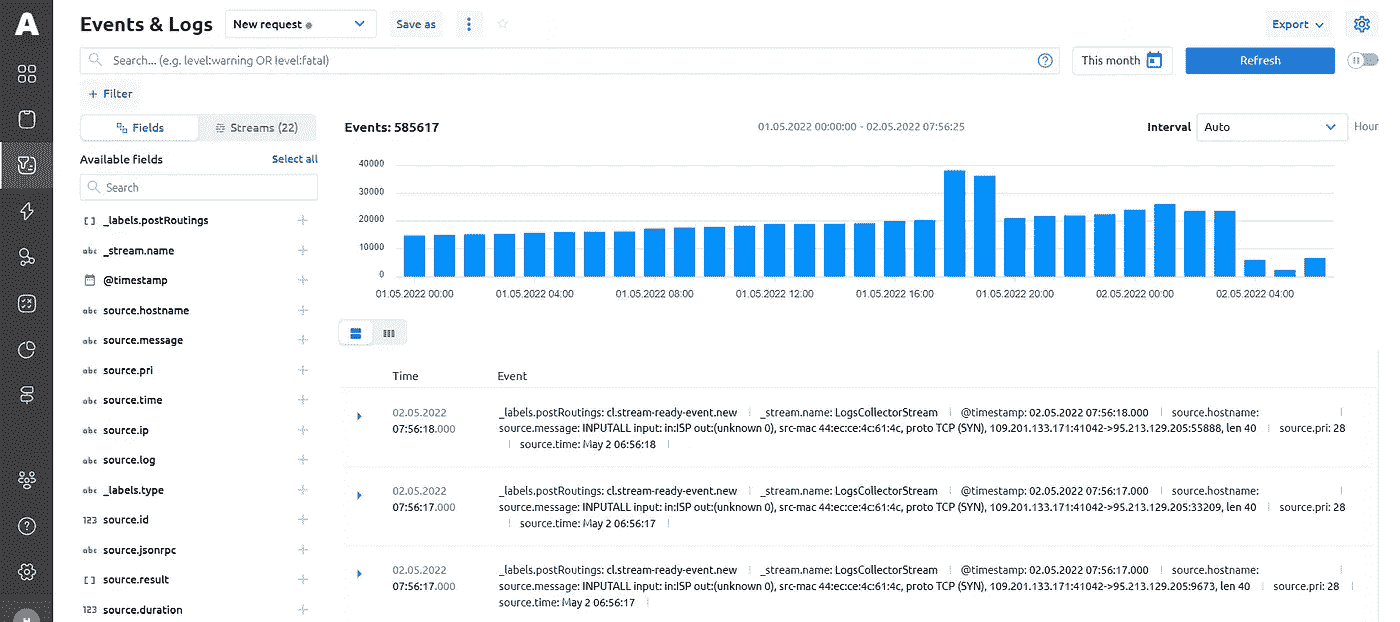 A
Events & Logs
New request
Save as
Export
Search... (e.g. level:warning OR level:fatal)
This month
Refresh
+ Filter
Fields
Streams (22)
Events: 585617
01.05.2022 00:00:00 - 02.05.2022 07:56:25
Interval
Auto
Hour
Available fields
Select all
Search
[ ] _labels.postRoutings
abc _stream.name
@timestamp
abc source.hostname
abc source.message
abc source.pri
abc source.time
abc source.ip
abc source.log
abc _labels.type
123 source.id
abc source.jsonrpc
[ ] source.result
123 source.duration
40000
30000
20000
10000
0
01.05.2022 00:00
01.05.2022 04:00
01.05.2022 08:00
01.05.2022 12:00
01.05.2022 16:00
01.05.2022 20:00
02.05.2022 00:00
02.05.2022 04:00
Time
Event
02.05.2022
07:56:18.000
_labels.postRoutings: cl.stream-ready-event.new | _stream.name: LogsCollectorStream | @timestamp: 02.05.2022 07:56:18.000 | source.hostname: |
source.message: INPUTALL input: in:ISP out:(unknown 0), src-mac 44:ec:ce:4c:61:4c, proto TCP (SYN), 109.201.133.171:41042->95.213.129.205:55888, len 40 | source.pri: 28
| source.time: May 2 06:56:18 |
02.05.2022
07:56:17.000
_labels.postRoutings: cl.stream-ready-event.new | _stream.name: LogsCollectorStream | @timestamp: 02.05.2022 07:56:17.000 | source.hostname: |
source.message: INPUTALL input: in:ISP out:(unknown 0), src-mac 44:ec:ce:4c:61:4c, proto TCP (SYN), 109.201.133.171:41042->95.213.129.205:33209, len 40 | source.pri: 28
| source.time: May 2 06:56:17 |
02.05.2022
07:56:17.000
_labels.postRoutings: cl.stream-ready-event.new | _stream.name: LogsCollectorStream | @timestamp: 02.05.2022 07:56:17.000 | source.hostname: |
source.message: INPUTALL input: in:ISP out:(unknown 0), src-mac 44:ec:ce:4c:61:4c, proto TCP (SYN), 109.201.133.171:41042->95.213.129.205:9673, len 40 | source.pri: 28 |
source.time: May 2 06:56:17 |